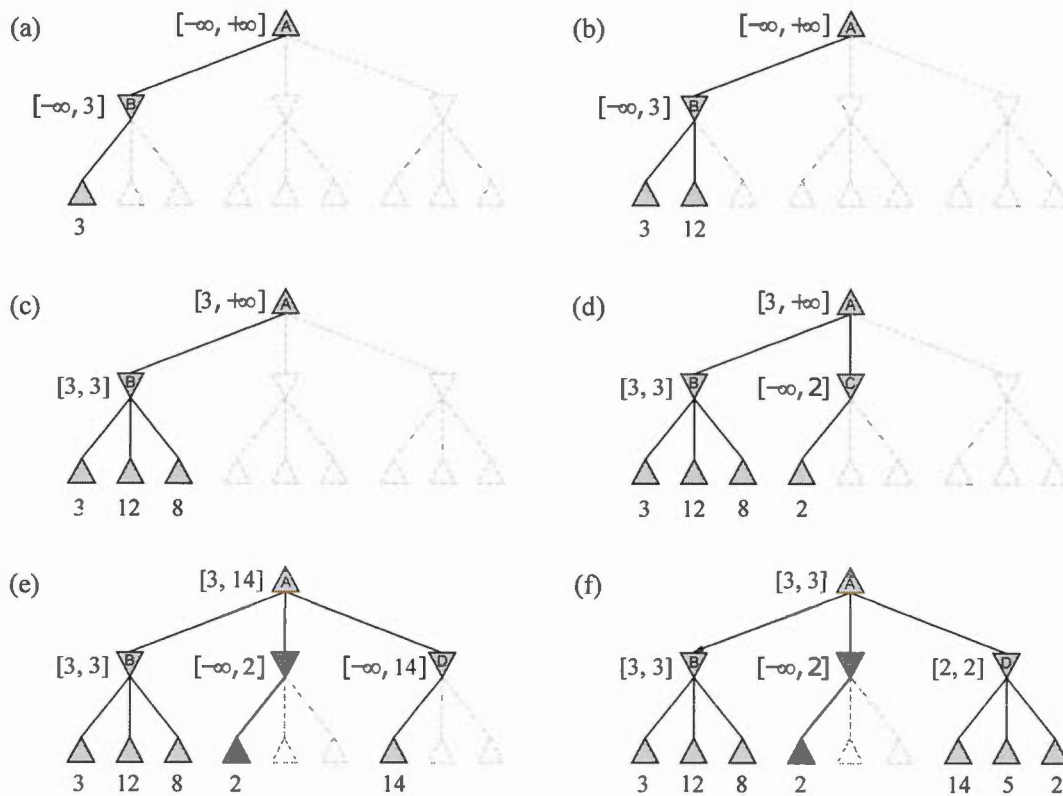 (a) [−∞, +∞] A
[−∞, 3] B
3
(b) [−∞, +∞] A
[−∞, 3] B
3 12
(c) [3, +∞] A
[3, 3] B
3 12 8
(d) [3, +∞] A
[3, 3] B [−∞, 2] C
3 12 8 2
(e) [3, 14] A
[3, 3] B [−∞, 2] [−∞, 14] D
3 12 8 2 14
(f) [3, 3] A
[3, 3] B [−∞, 2] [2, 2] D
3 12 8 2 14 5 2